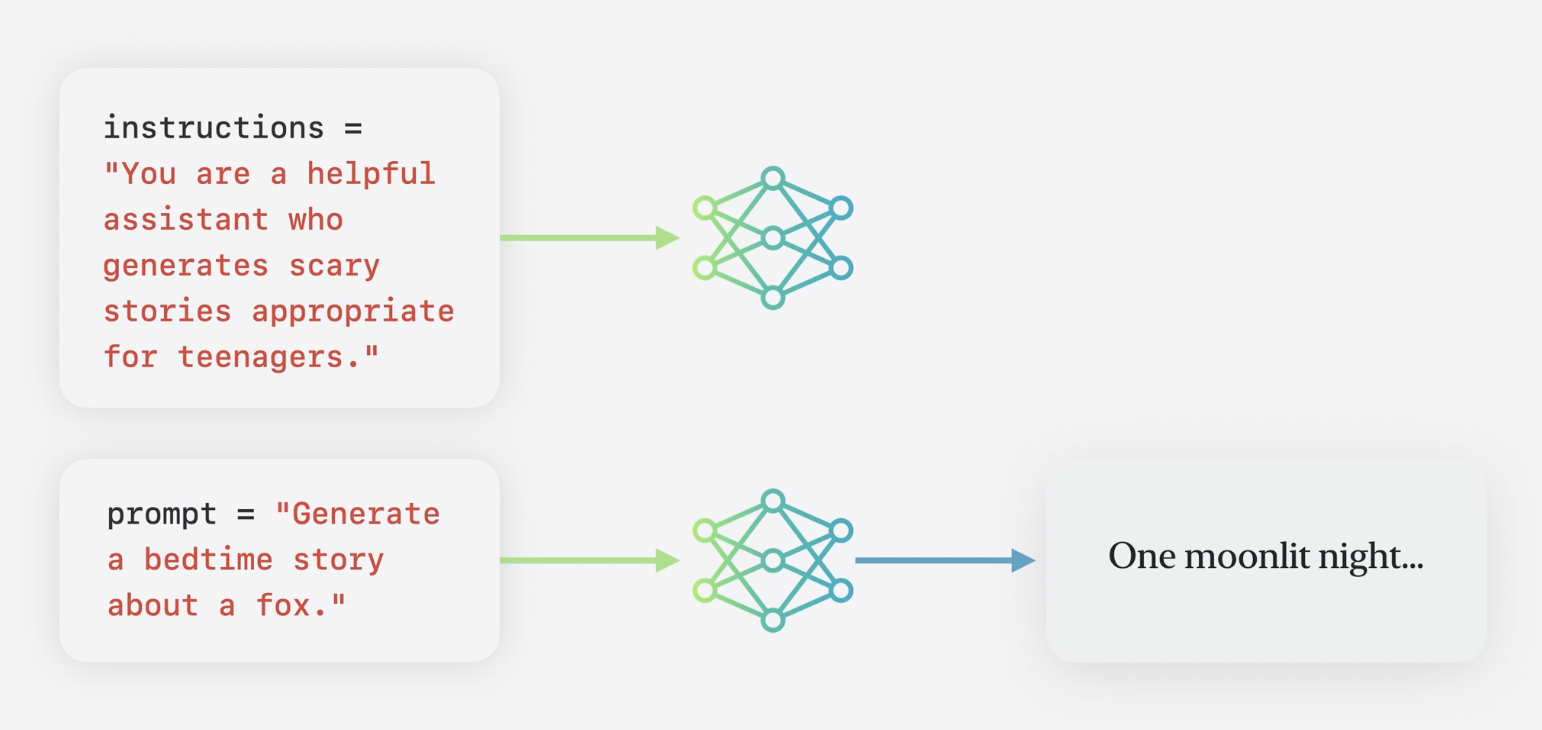 instructions =
"You are a helpful
assistant who
generates scary
stories appropriate
for teenagers."
prompt = "Generate
a bedtime story
about a fox."
One moonlit night...